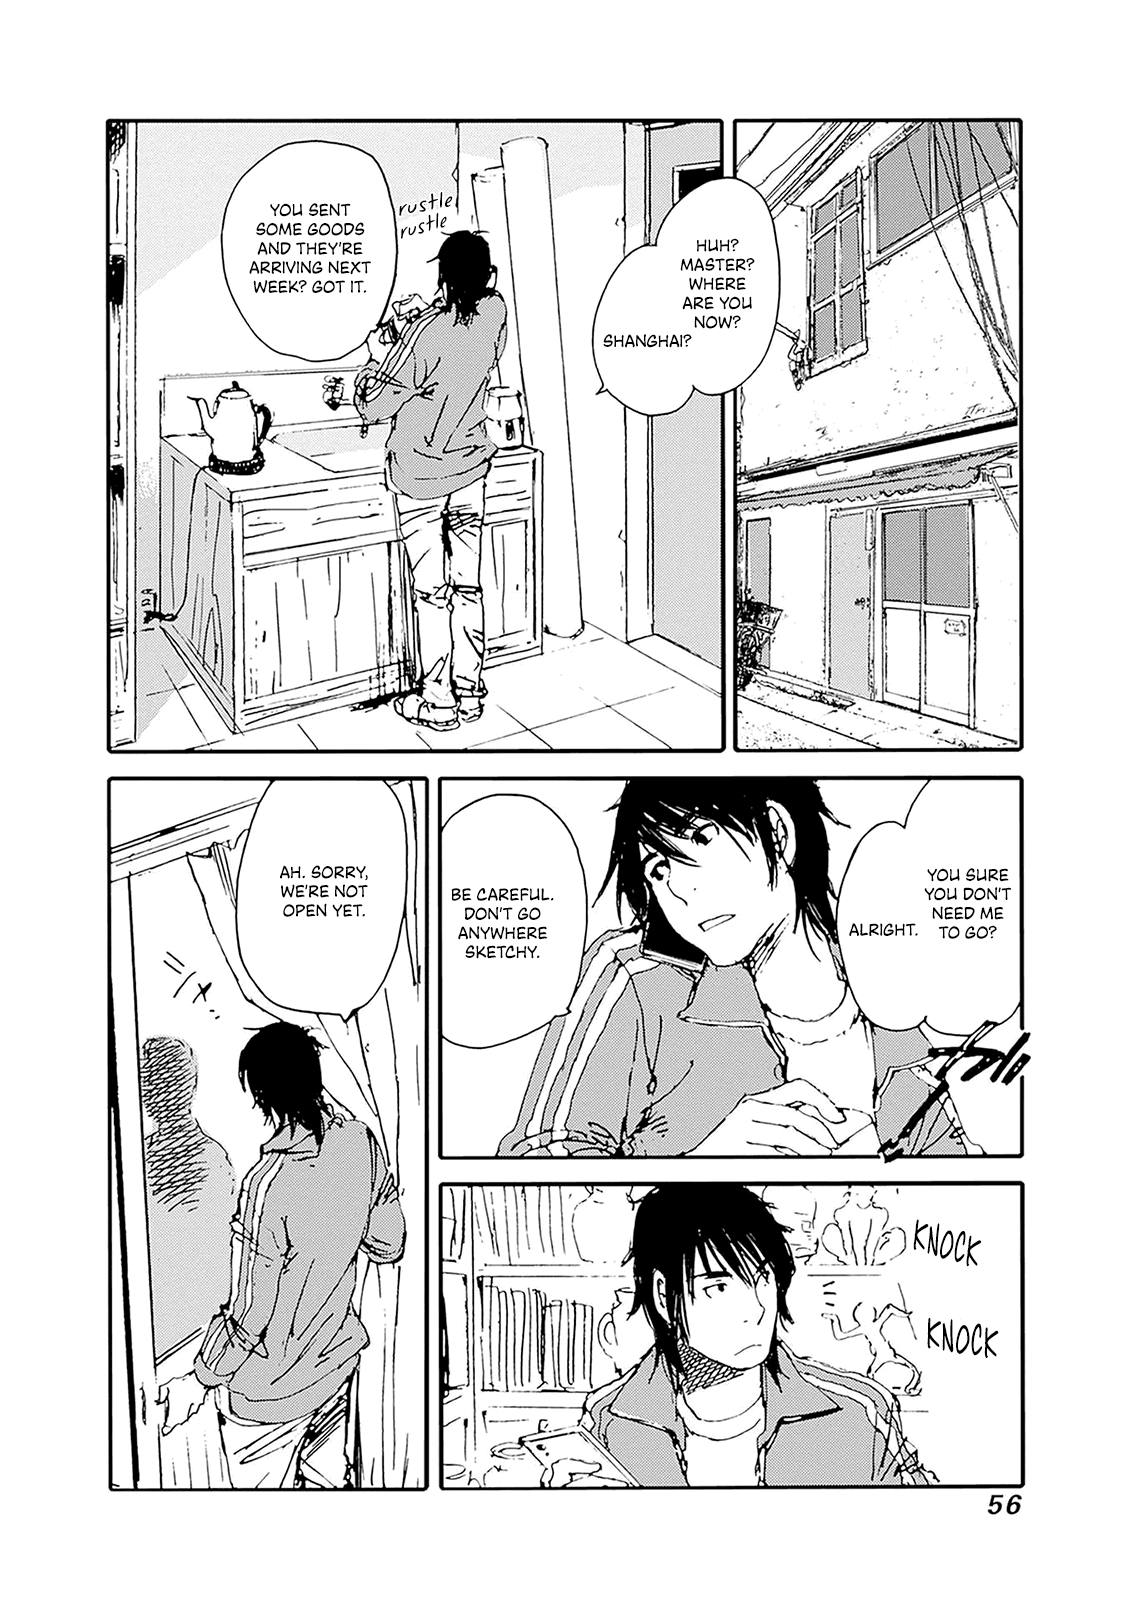 HUH?
MASTER?
WHERE
ARE YOU
NOW?
SHANGHAI?
rustle
rustle
YOU SENT
SOME GOODS
AND THEY'RE
ARRIVING NEXT
WEEK? GOT IT.
YOU SURE
YOU DON'T
NEED ME
TO GO?
ALRIGHT.
BE CAREFUL.
DON'T GO
ANYWHERE
SKETCHY.
KNOCK
KNOCK
AH. SORRY,
WE'RE NOT
OPEN YET.
56